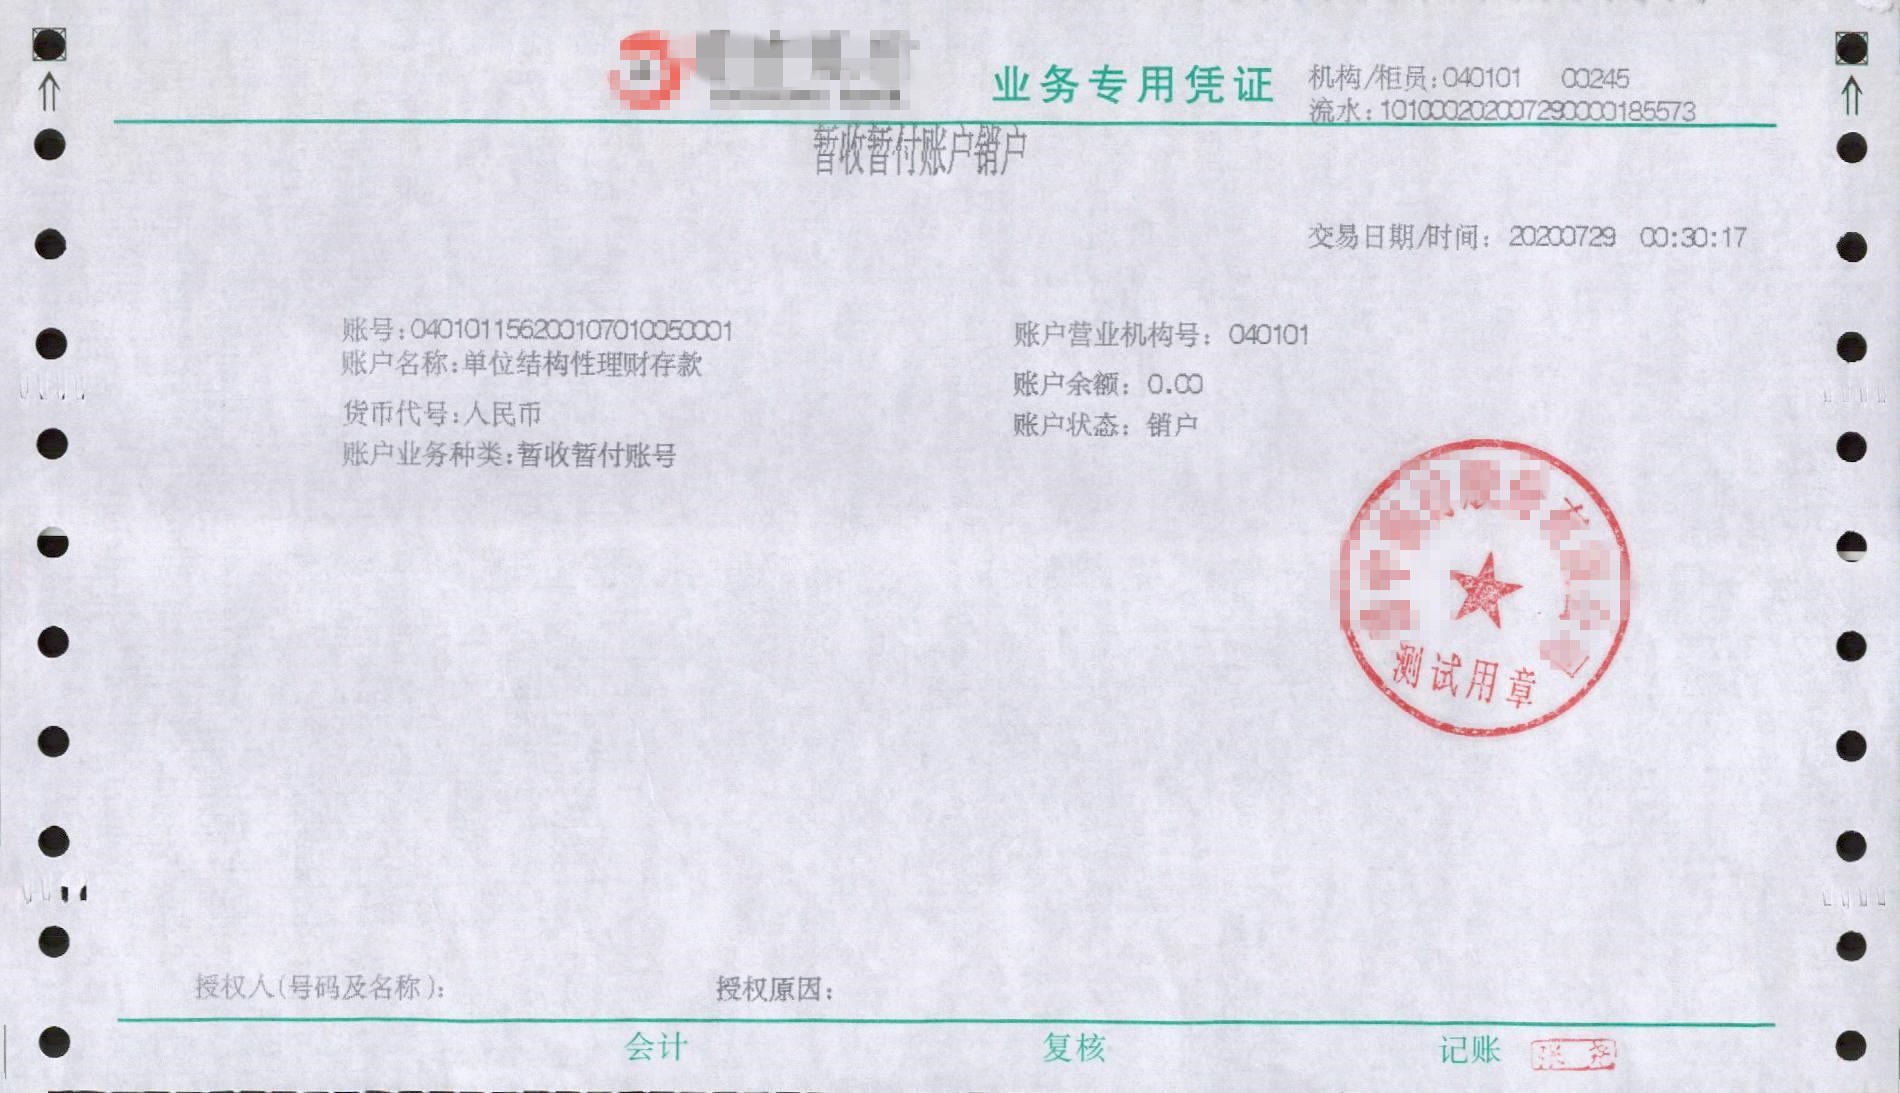 业务专用凭证
机构/柜员:040101 00245
流水:10100020200729000018557​3
暂收暂付账户销户
交易日期/时间：20200729 00:30:17
账号:040101156200107010050001
账户营业机构号：040101
账户名称:单位结构性理财存款
账户余额：0.00
货币代号:人民币
账户状态：销户
账户业务种类:暂收暂付账号
测试用章
授权人(号码及名称)：
授权原因：
会计 复核 记账